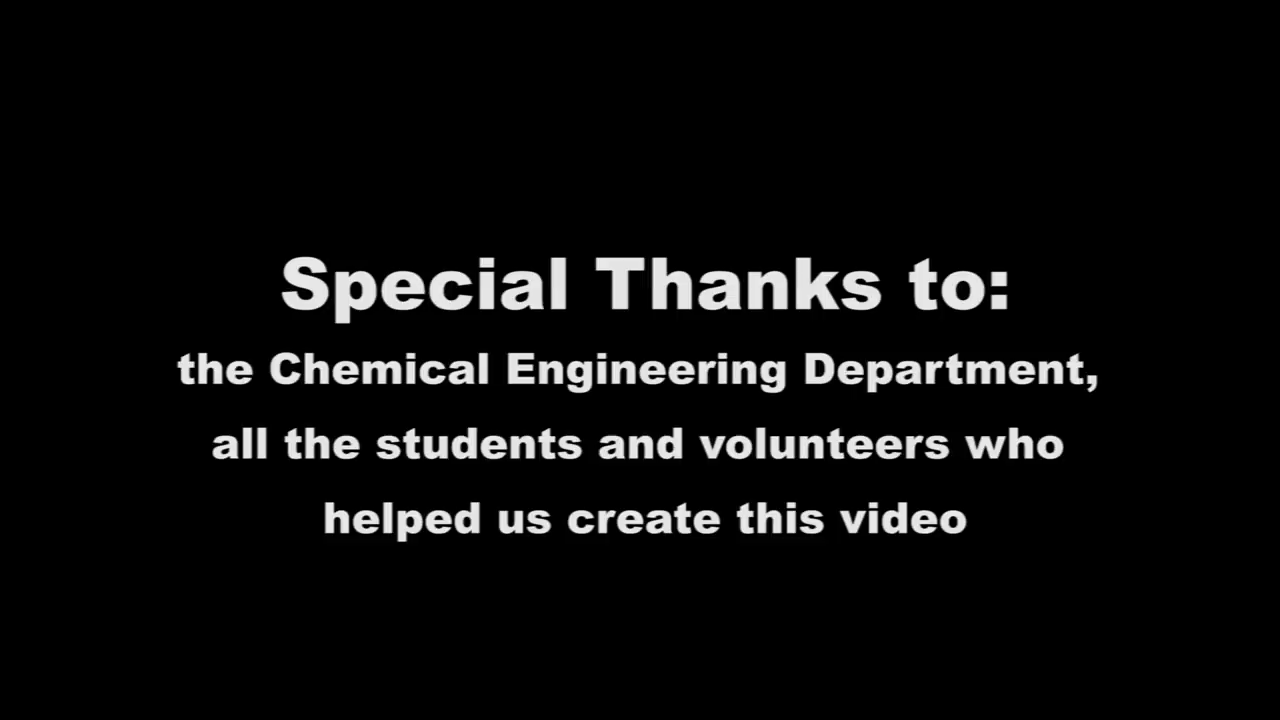 Special Thanks to:
the Chemical Engineering Department,
all the students and volunteers who
helped us create this video